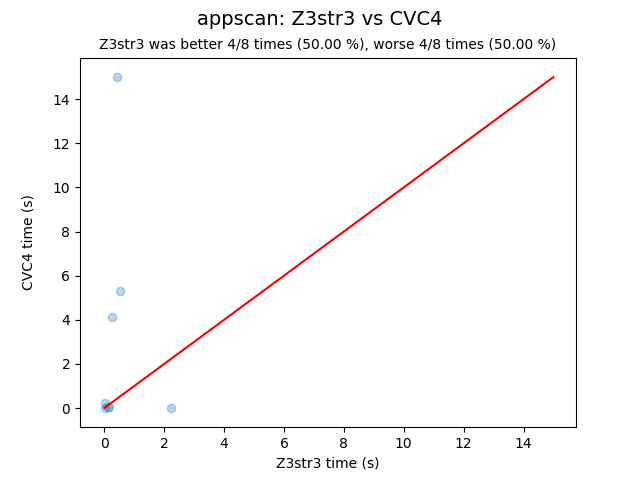 appscan: Z3str3 vs CVC4
Z3str3 was better 4/8 times (50.00 %), worse 4/8 times (50.00 %)
14
12
10
8
6
4
2
0
CVC4 time (s)
0 2 4 6 8 10 12 14
Z3str3 time (s)